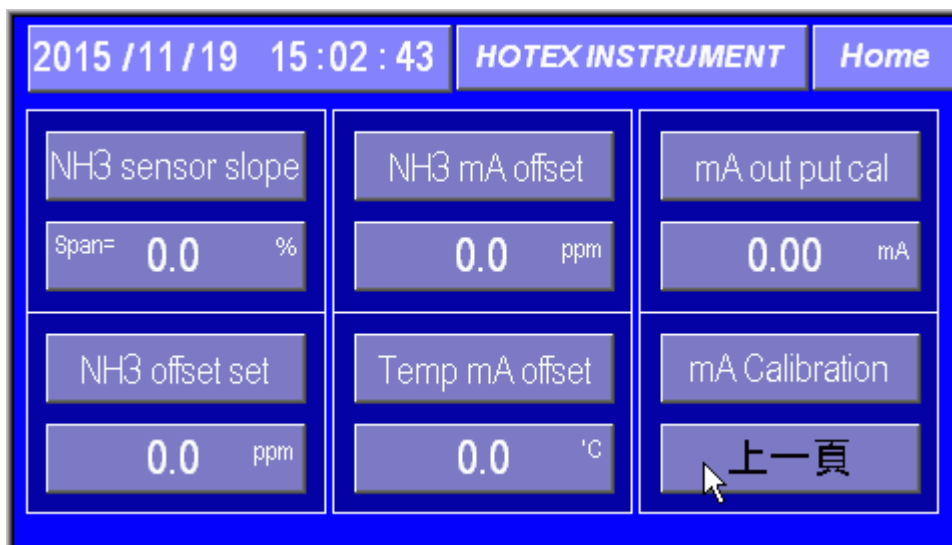 2015 /11/19 15:02:43 HOTEX INSTRUMENT Home
NH3 sensor slope NH3 mA offset mA out put cal
Span= 0.0 % 0.0 ppm 0.00 mA
NH3 offset set Temp mA offset mA Calibration
0.0 ppm 0.0 'C 上一頁